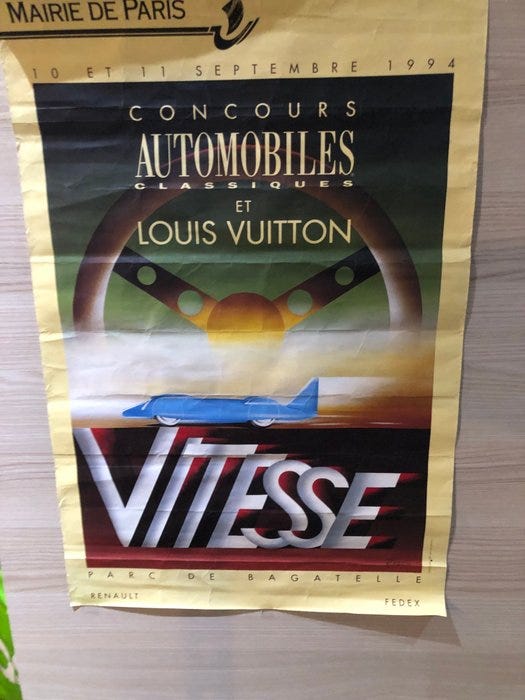 MAIRIE DE PARIS
10 ET 11 SEPTEMBRE 1994
CONCOURS
AUTOMOBILES
CLASSIQUES
ET
LOUIS VUITTON
VITESSE
PARC DE BAGATELLE
RENAULT
FEDEX